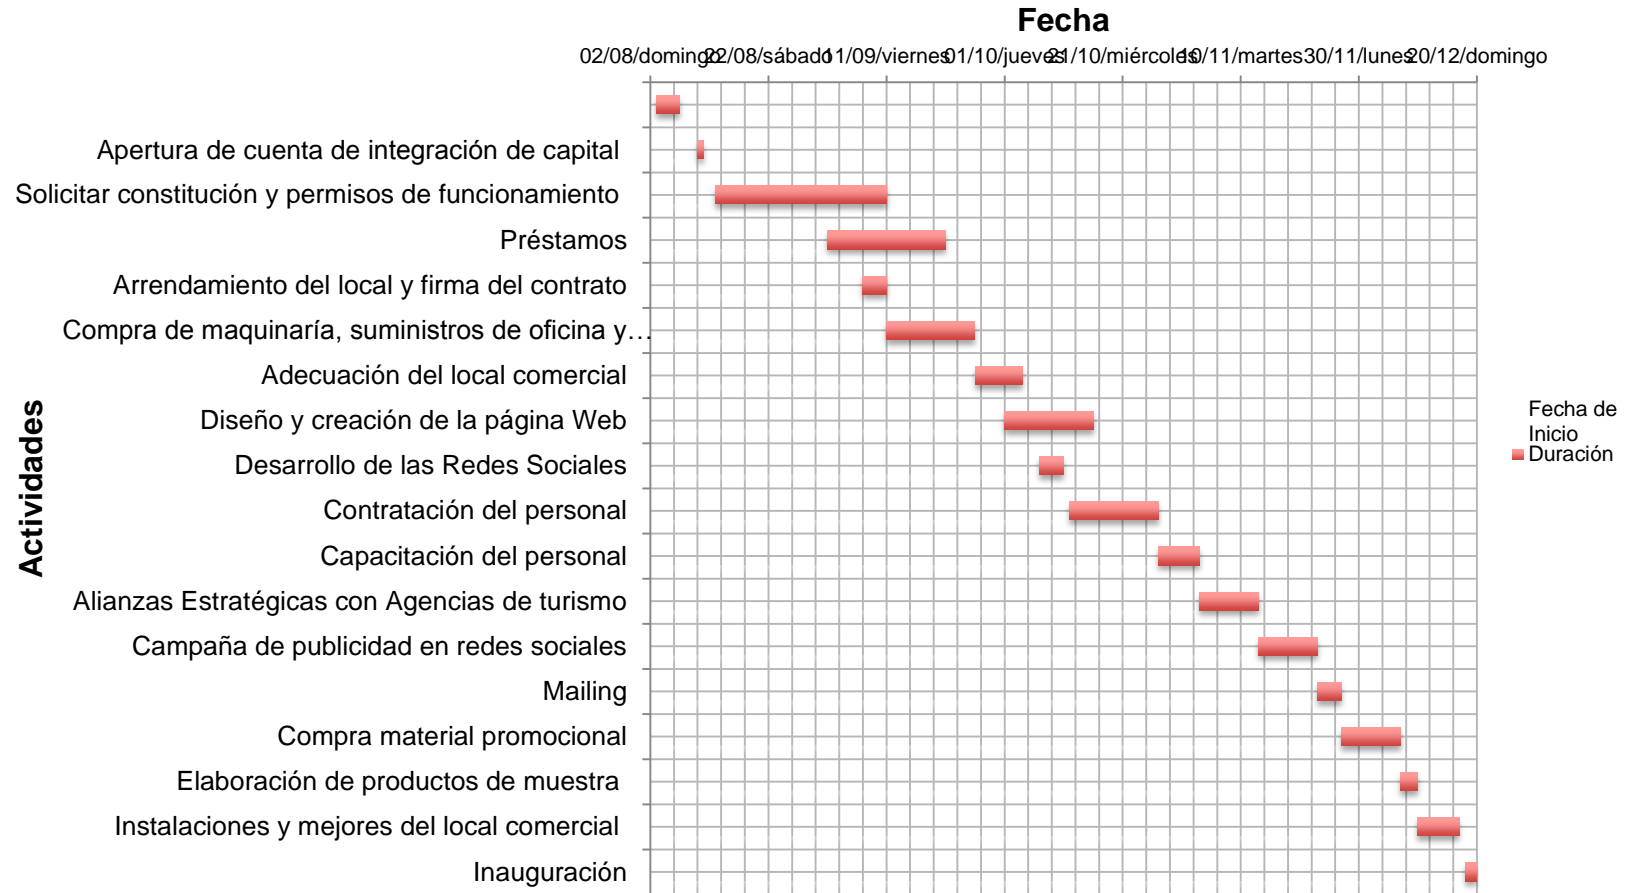 Fecha
02/08/domingo 22/08/sábado 11/09/viernes 01/10/jueves 21/10/miércoles 10/11/martes 30/11/lunes 20/12/domingo
Apertura de cuenta de integración de capital
Solicitar constitución y permisos de funcionamiento
Préstamos
Arrendamiento del local y firma del contrato
Compra de maquinaría, suministros de oficina y…
Adecuación del local comercial
Diseño y creación de la página Web
Desarrollo de las Redes Sociales
Contratación del personal
Capacitación del personal
Alianzas Estratégicas con Agencias de turismo
Campaña de publicidad en redes sociales
Mailing
Compra material promocional
Elaboración de productos de muestra
Instalaciones y mejores del local comercial
Inauguración
Actividades
Fecha de
Inicio
Duración